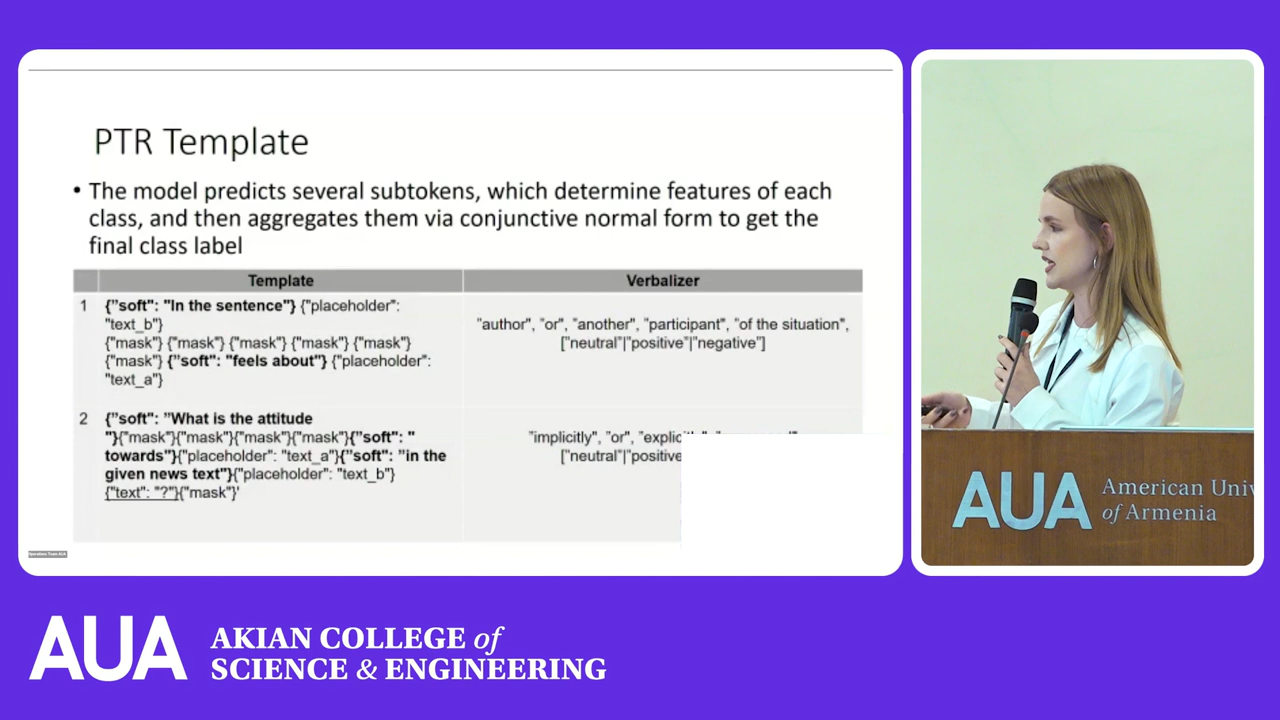 PTR Template
• The model predicts several subtokens, which determine features of each
class, and then aggregates them via conjunctive normal form to get the
final class label
Template
Verbalizer
1
{"soft": "In the sentence"} {"placeholder":
"text_b"}
{"mask"} {"mask"} {"mask"} {"mask"} {"mask"}
{"mask"} {"soft": "feels about"} {"placeholder":
"text_a"}
"author", "or", "another", "participant", "of the situation",
["neutral"|"positive"|"negative"]
2
{"soft": "What is the attitude
"}{"mask"}{"mask"}{"mask"}{"mask"}{"soft": "
towards"}{"placeholder": "text_a"}{"soft": "in the
given news text"}{"placeholder": "text_b"}
{"text": "?"}{"mask"}'
"implicitly", "or",
["neutral"|"positive
Operations Team AUA
AUA
American
of Armenia
AUA
AKIAN COLLEGE of
SCIENCE & ENGINEERING